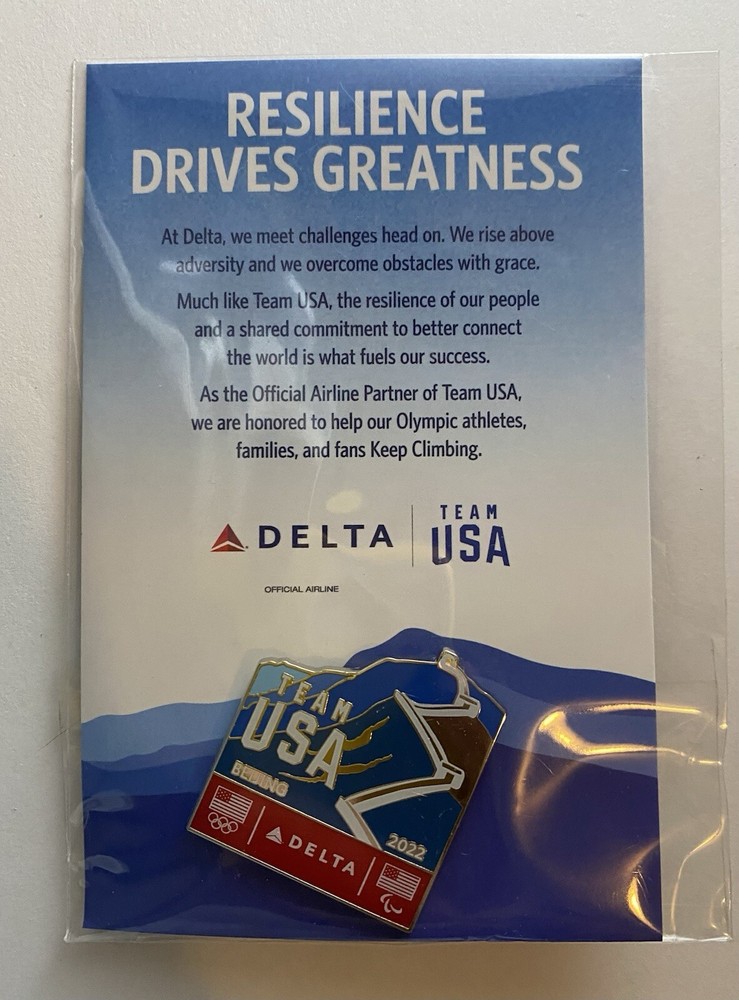 RESILIENCE
DRIVES GREATNESS
At Delta, we meet challenges head on. We rise above
adversity and we overcome obstacles with grace.
Much like Team USA, the resilience of our people
and a shared commitment to better connect
the world is what fuels our success.
As the Official Airline Partner of Team USA,
we are honored to help our Olympic athletes,
families, and fans Keep Climbing.
DELTA
TEAM
USA
OFFICIAL AIRLINE
TEAM
USA
BEIJING
2022
DELTA